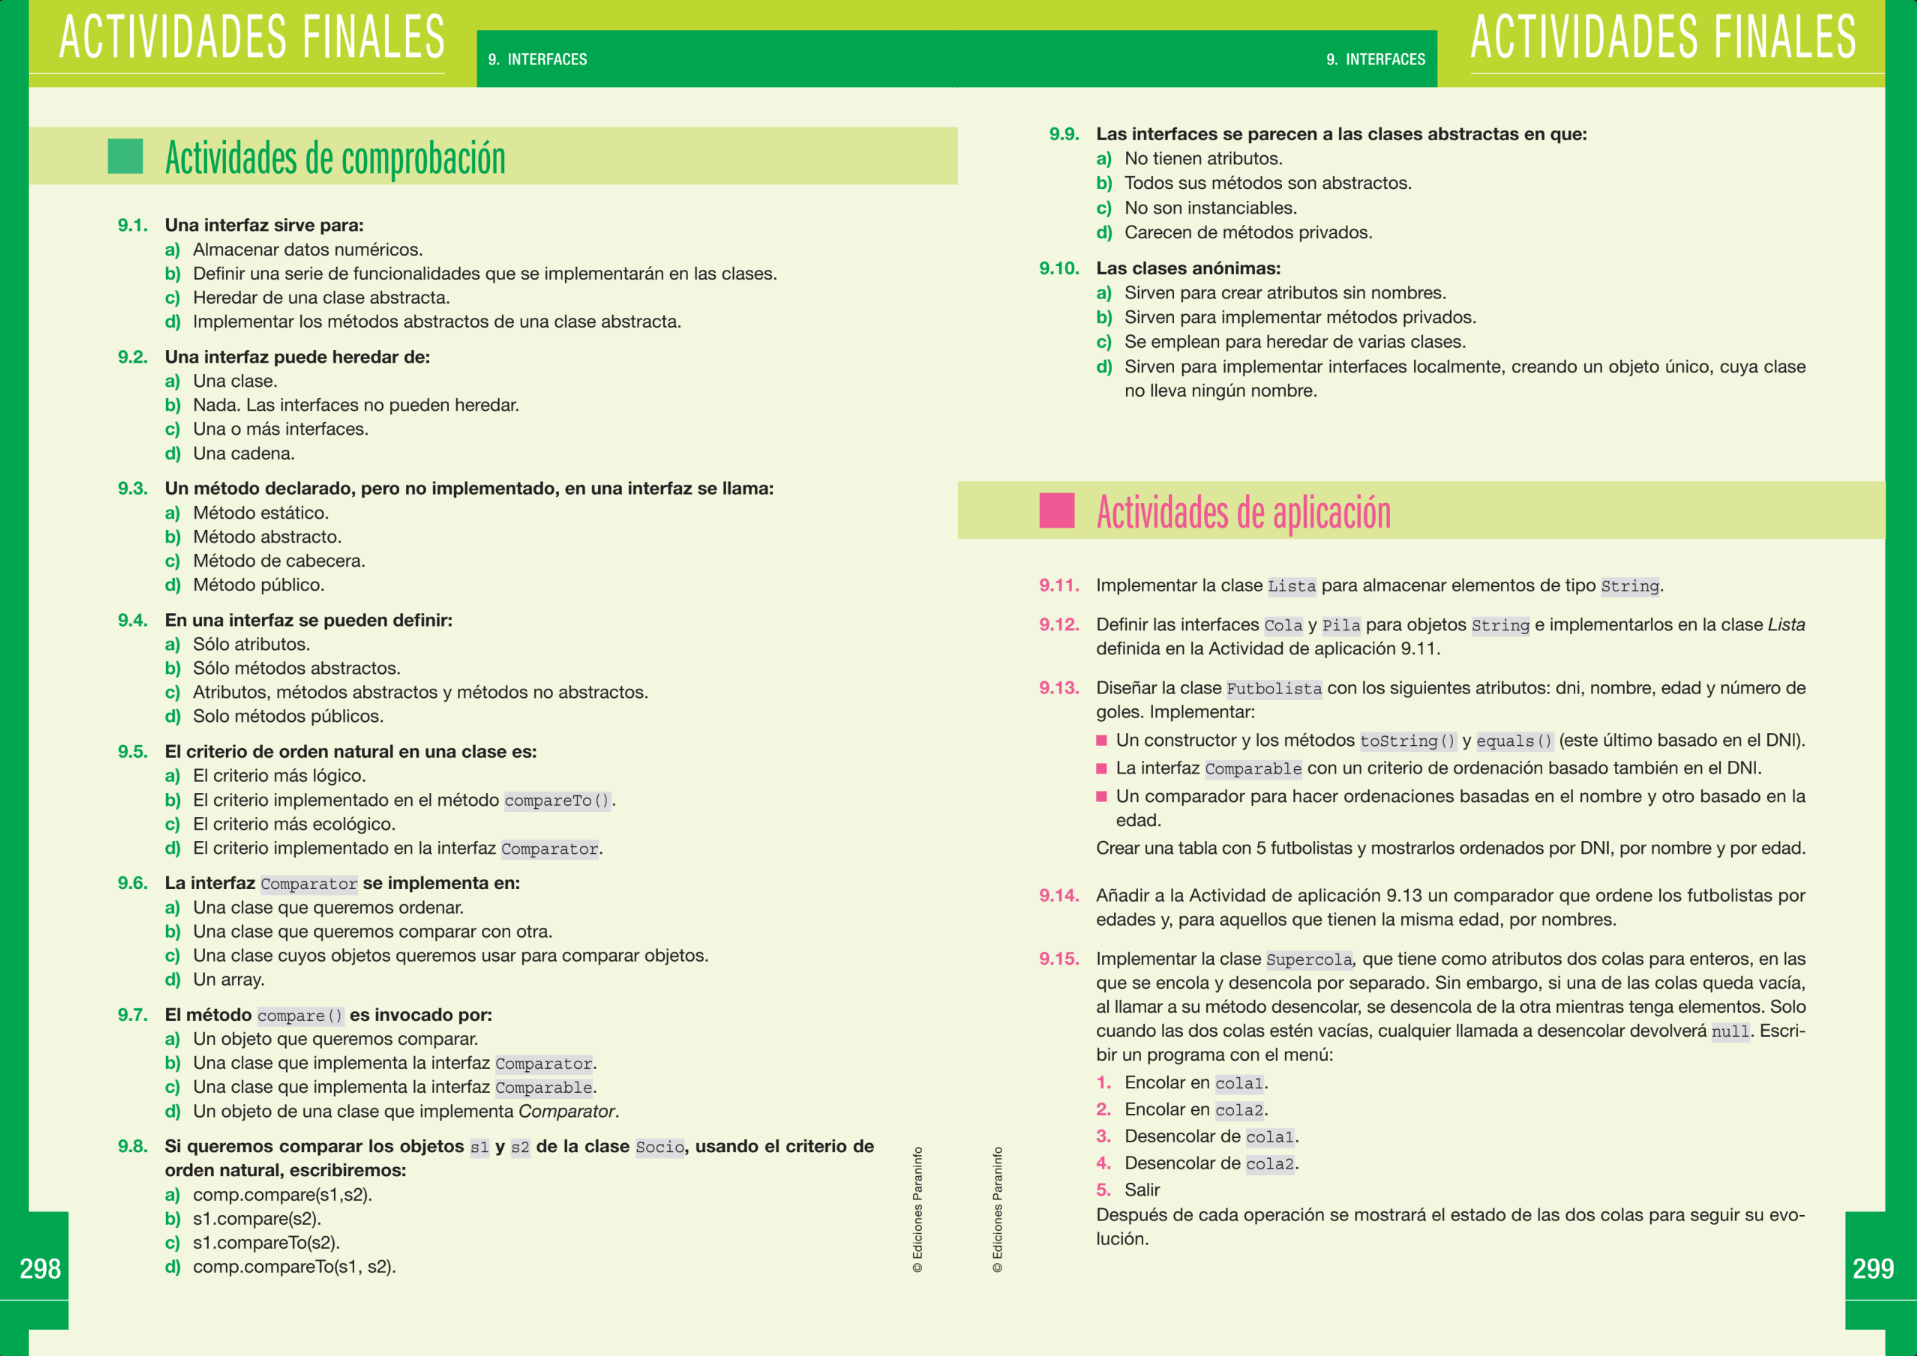 ACTIVIDADES FINALES
9. INTERFACES
Actividades de comprobación
9.1. Una interfaz sirve para:
a) Almacenar datos numéricos.
b) Definir una serie de funcionalidades que se implementarán en las clases.
c) Heredar de una clase abstracta.
d) Implementar los métodos abstractos de una clase abstracta.
9.2. Una interfaz puede heredar de:
a) Una clase.
b) Nada. Las interfaces no pueden heredar.
c) Una o más interfaces.
d) Una cadena.
9.3. Un método declarado, pero no implementado, en una interfaz se llama:
a) Método estático.
b) Método abstracto.
c) Método de cabecera.
d) Método público.
9.4. En una interfaz se pueden definir:
a) Sólo atributos.
b) Sólo métodos abstractos.
c) Atributos, métodos abstractos y métodos no abstractos.
d) Solo métodos públicos.
9.5. El criterio de orden natural en una clase es:
a) El criterio más lógico.
b) El criterio implementado en el método compareTo().
c) El criterio más ecológico.
d) El criterio implementado en la interfaz Comparator.
9.6. La interfaz Comparator se implementa en:
a) Una clase que queremos ordenar.
b) Una clase que queremos comparar con otra.
c) Una clase cuyos objetos queremos usar para comparar objetos.
d) Un array.
9.7. El método compare() es invocado por:
a) Un objeto que queremos comparar.
b) Una clase que implementa la interfaz Comparator.
c) Una clase que implementa la interfaz Comparable.
d) Un objeto de una clase que implementa Comparator.
9.8. Si queremos comparar los objetos s1 y s2 de la clase Socio, usando el criterio de
orden natural, escribiremos:
a) comp.compare(s1,s2).
b) s1.compare(s2).
c) s1.compareTo(s2).
d) comp.compareTo(s1, s2).
© Ediciones Paraninfo
298
9. INTERFACES
ACTIVIDADES FINALES
9.9. Las interfaces se parecen a las clases abstractas en que:
a) No tienen atributos.
b) Todos sus métodos son abstractos.
c) No son instanciables.
d) Carecen de métodos privados.
9.10. Las clases anónimas:
a) Sirven para crear atributos sin nombres.
b) Sirven para implementar métodos privados.
c) Se emplean para heredar de varias clases.
d) Sirven para implementar interfaces localmente, creando un objeto único, cuya clase
no lleva ningún nombre.
Actividades de aplicación
9.11. Implementar la clase Lista para almacenar elementos de tipo String.
9.12. Definir las interfaces Cola y Pila para objetos String e implementarlos en la clase Lista
definida en la Actividad de aplicación 9.11.
9.13. Diseñar la clase Futbolista con los siguientes atributos: dni, nombre, edad y número de
goles. Implementar:
■ Un constructor y los métodos toString() y equals() (este último basado en el DNI).
■ La interfaz Comparable con un criterio de ordenación basado también en el DNI.
■ Un comparador para hacer ordenaciones basadas en el nombre y otro basado en la
edad.
Crear una tabla con 5 futbolistas y mostrarlos ordenados por DNI, por nombre y por edad.
9.14. Añadir a la Actividad de aplicación 9.13 un comparador que ordene los futbolistas por
edades y, para aquellos que tienen la misma edad, por nombres.
9.15. Implementar la clase Supercola, que tiene como atributos dos colas para enteros, en las
que se encola y desencola por separado. Sin embargo, si una de las colas queda vacía,
al llamar a su método desencolar, se desencola de la otra mientras tenga elementos. Solo
cuando las dos colas estén vacías, cualquier llamada a desencolar devolverá null. Escri-
bir un programa con el menú:
1. Encolar en cola1.
2. Encolar en cola2.
3. Desencolar de cola1.
4. Desencolar de cola2.
5. Salir
Después de cada operación se mostrará el estado de las dos colas para seguir su evo-
lución.
© Ediciones Paraninfo
299